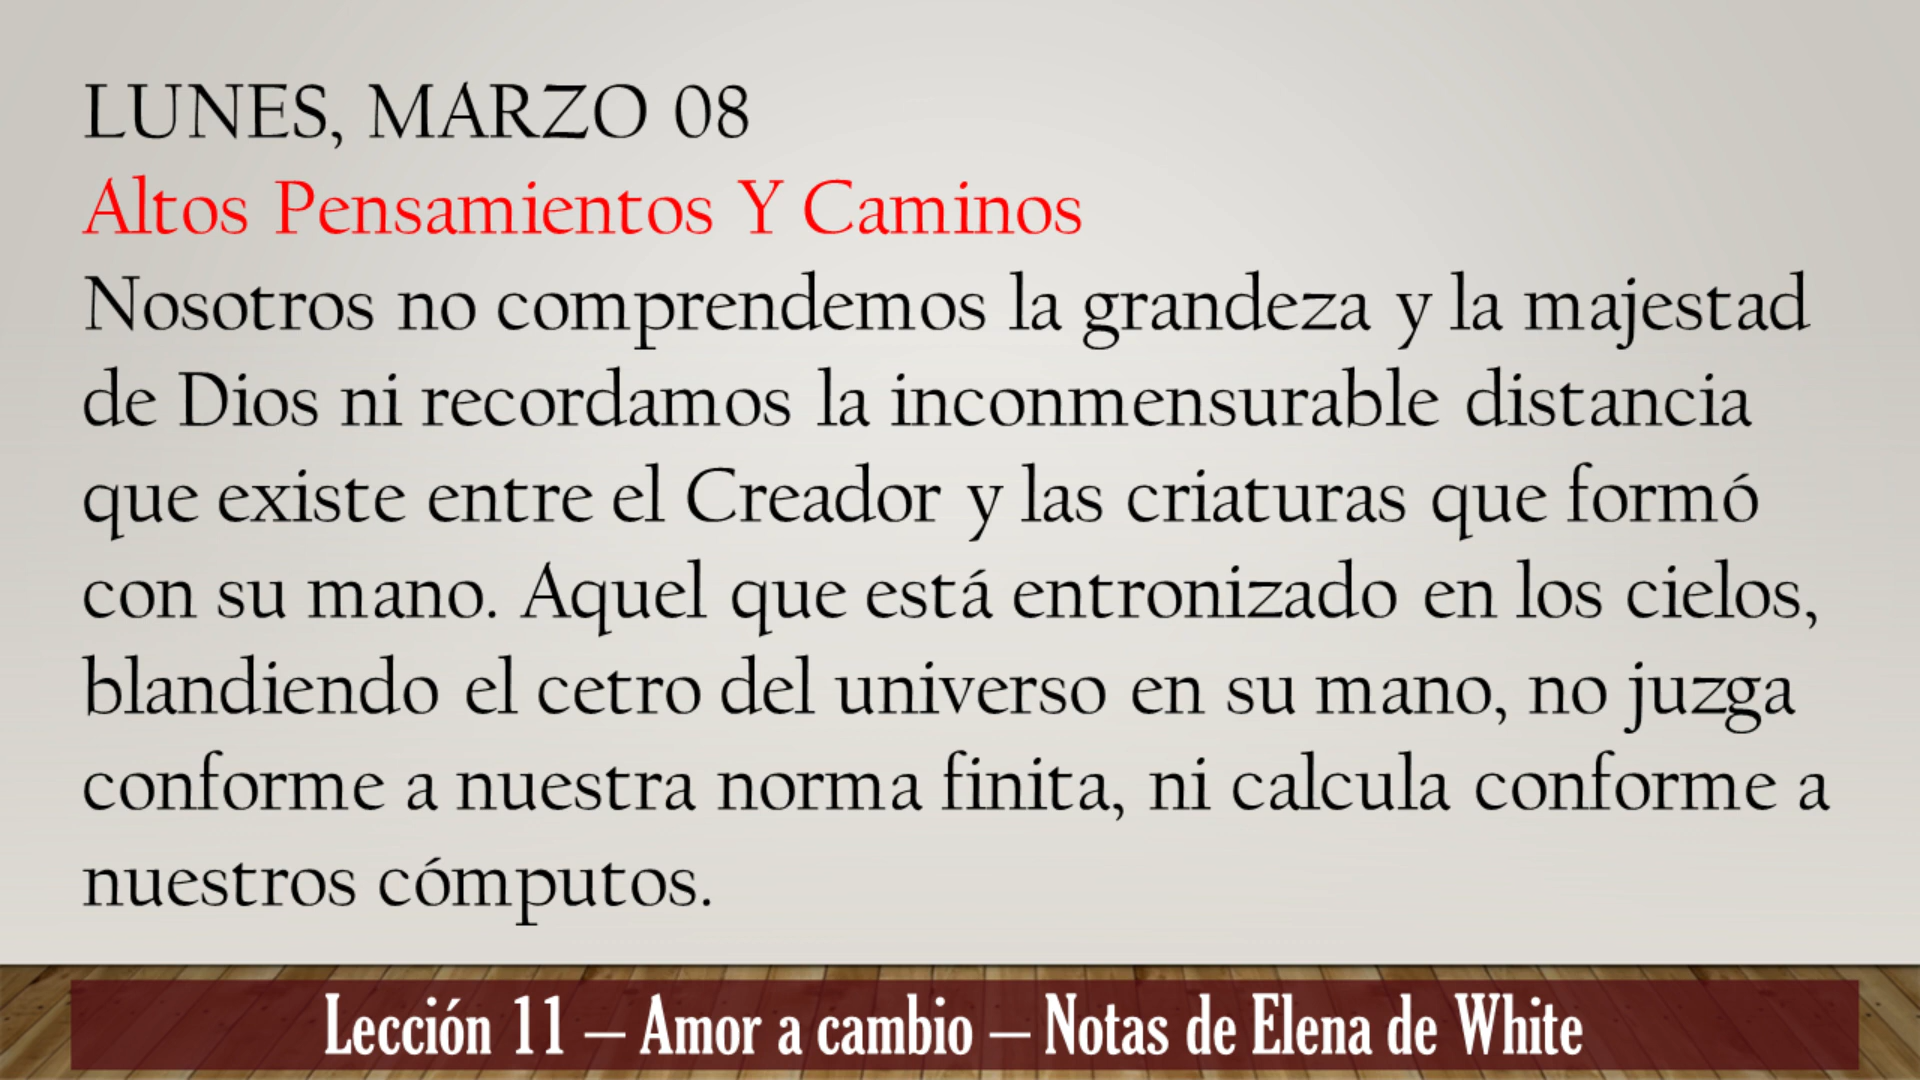 LUNES, MARZO 08
Altos Pensamientos Y Caminos
Nosotros no comprendemos la grandeza y la majestad
de Dios ni recordamos la inconmensurable distancia
que existe entre el Creador y las criaturas que formó
con su mano. Aquel que está entronizado en los cielos,
blandiendo el cetro del universo en su mano, no juzga
conforme a nuestra norma finita, ni calcula conforme a
nuestros cómputos.
Lección 11 – Amor a cambio – Notas de Elena de White